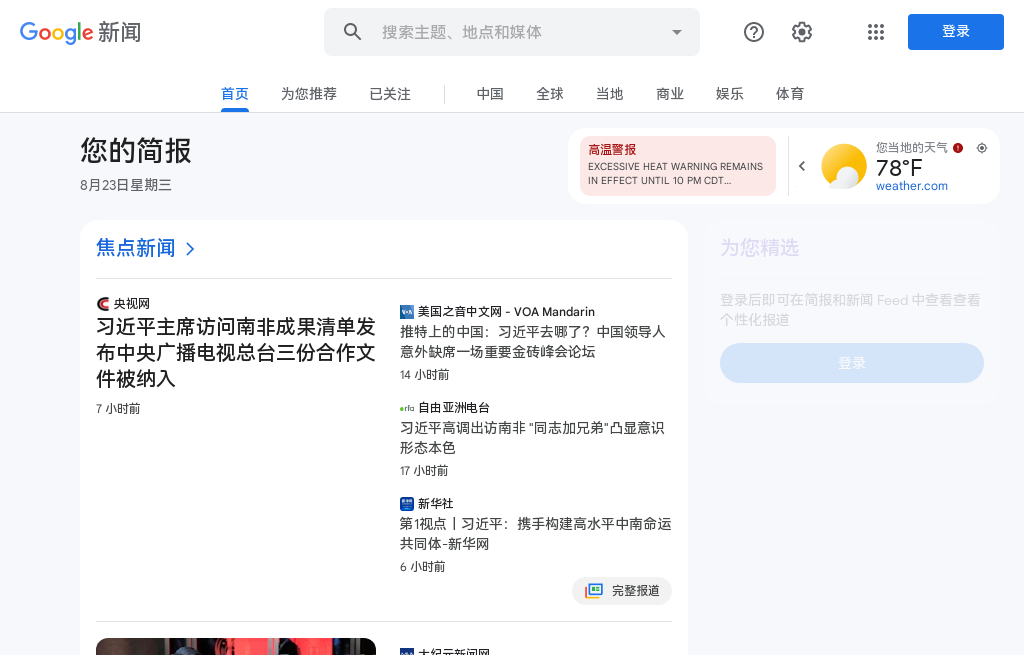 Google 新闻
搜索主题、地点和媒体
登录
首页
为您推荐
已关注
中国
全球
当地
商业
娱乐
体育
您的简报
8月23日星期三
高温警报
EXCESSIVE HEAT WARNING REMAINS
IN EFFECT UNTIL 10 PM CDT...
您当地的天气
78°F
weather.com
焦点新闻
央视网
习近平主席访问南非成果清单发
布中央广播电视总台三份合作文
件被纳入
7 小时前
美国之音中文网 - VOA Mandarin
推特上的中国：习近平去哪了？中国领导人
意外缺席一场重要金砖峰会论坛
14 小时前
自由亚洲电台
习近平高调出访南非 "同志加兄弟"凸显意识
形态本色
17 小时前
新华社
第1视点丨习近平：携手构建高水平中南命运
共同体-新华网
6 小时前
完整报道
大纪元新闻网
为您精选
登录后即可在简报和新闻 Feed 中查看查看
个性化报道
登录